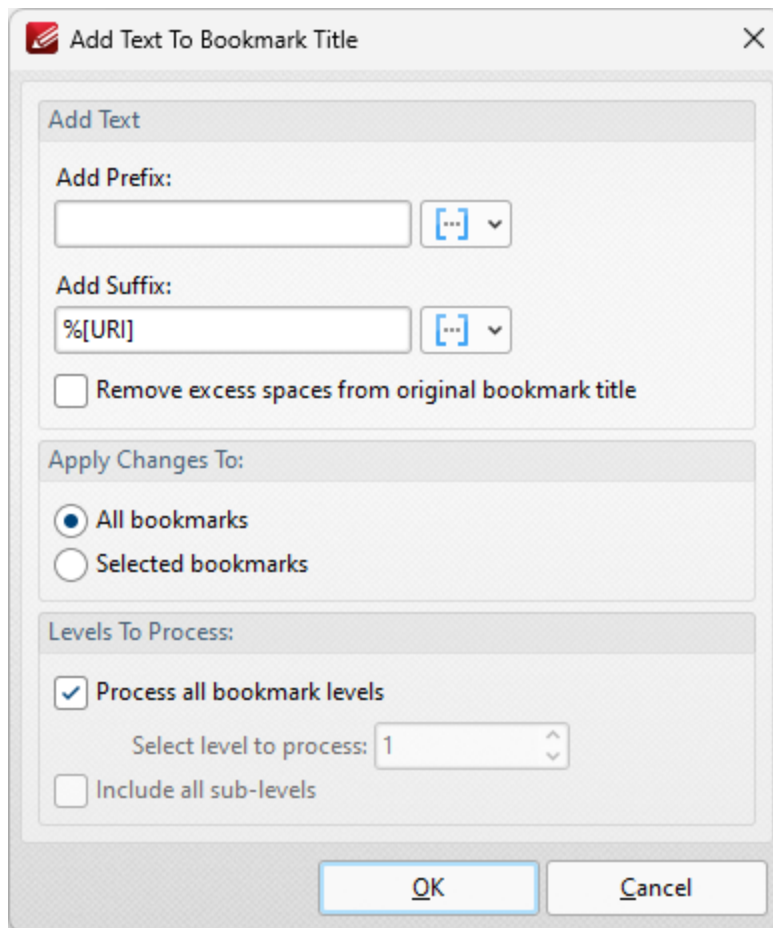 Add Text To Bookmark Title
Add Text
Add Prefix:
Add Suffix:
%[URI]
Remove excess spaces from original bookmark title
Apply Changes To:
All bookmarks
Selected bookmarks
Levels To Process:
Process all bookmark levels
Select level to process: 1
Include all sub-levels
OK Cancel